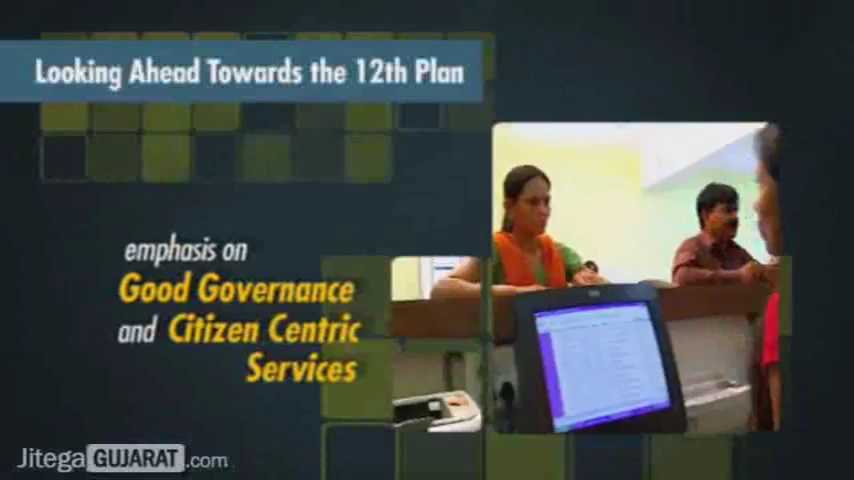 Looking Ahead Towards the 12th Plan
emphasis on
Good Governance
and Citizen Centric
Services
JitegaGUJARAT.com